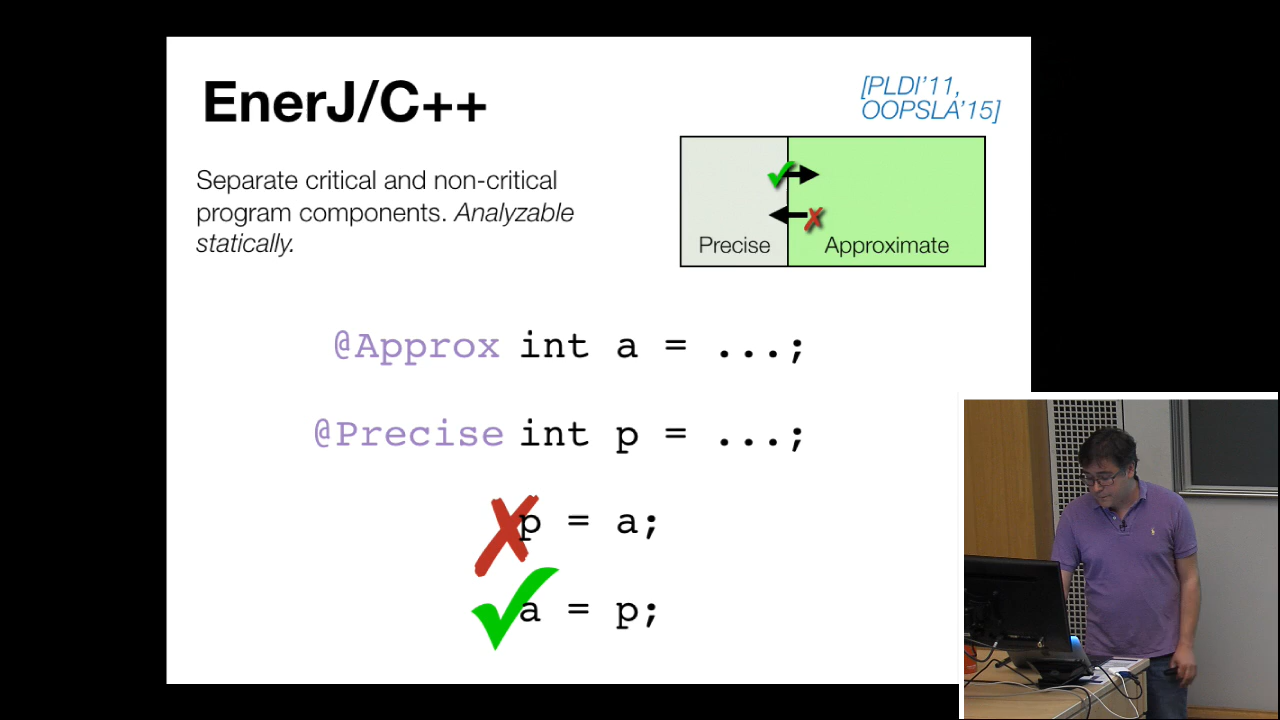 EnerJ/C++
[PLDI'11,
OOPSLA'15]
Separate critical and non-critical
program components. Analyzable
statically.
Precise
Approximate
@Approx int a = ...;
@Precise int p = ...;
p = a;
a = p;